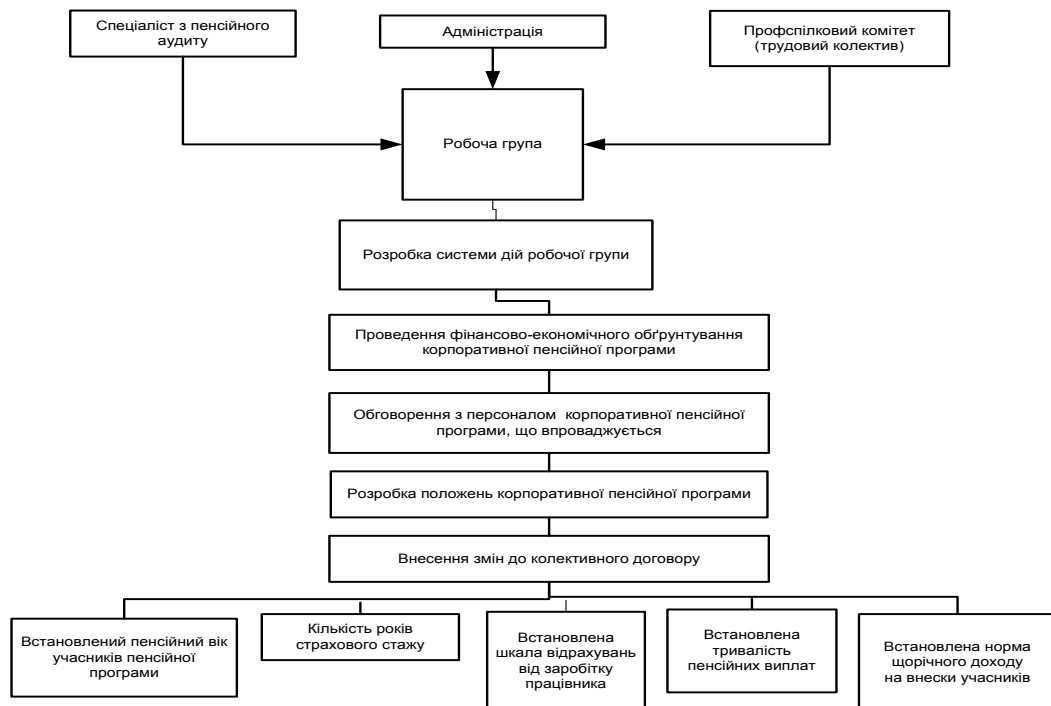 Спеціаліст з пенсійного
аудиту
Адміністрація
Профспілковий комітет
(трудовий колектив)
Робоча група
Розробка системи дій робочої групи
Проведення фінансово-економічного обґрунтування
корпоративної пенсійної програми
Обговорення з персоналом корпоративної пенсійної
програми, що впроваджується
Розробка положень корпоративної пенсійної програми
Внесення змін до колективного договору
Встановлений пенсійний вік
учасників пенсійної
програми
Кількість років
страхового стажу
Встановлена
шкала відрахувань
від заробітку
працівника
Встановлена
тривалість
пенсійних виплат
Встановлена норма
щорічного доходу
на внески учасників